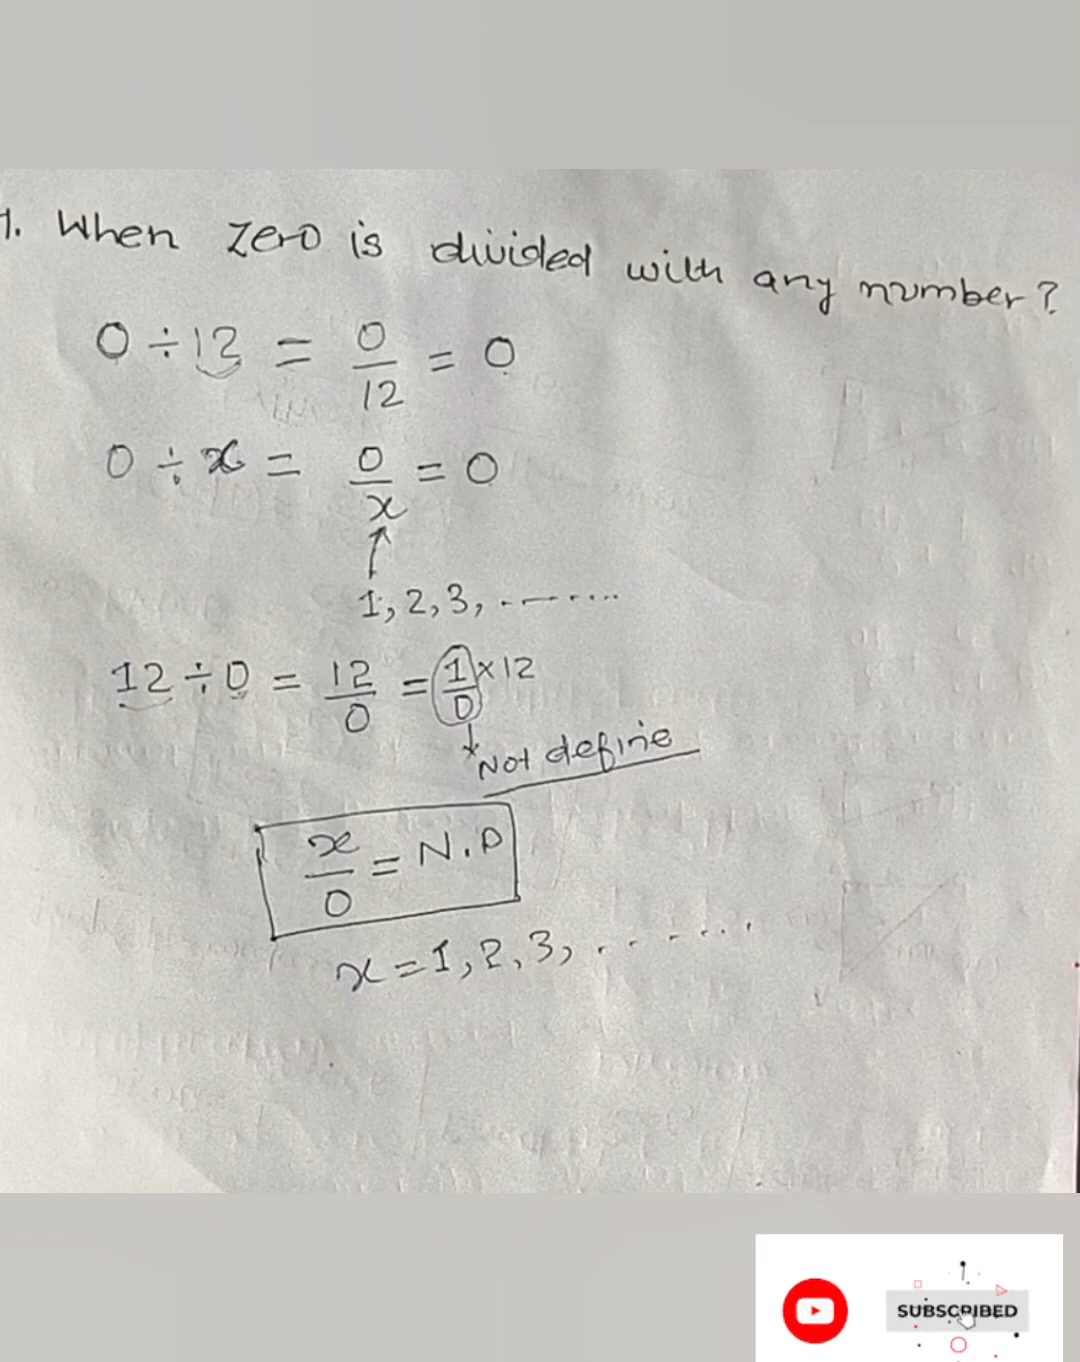 1. When zero is divided with any number?
0 ÷ 12 = 0/12 = 0
0 ÷ x = 0/x = 0
↑
1, 2, 3, ........
12 ÷ 0 = 12/0 = 1/0 × 12
↓
Not define
x/0 = N.D
x = 1, 2, 3, ........
SUBSCRIBED